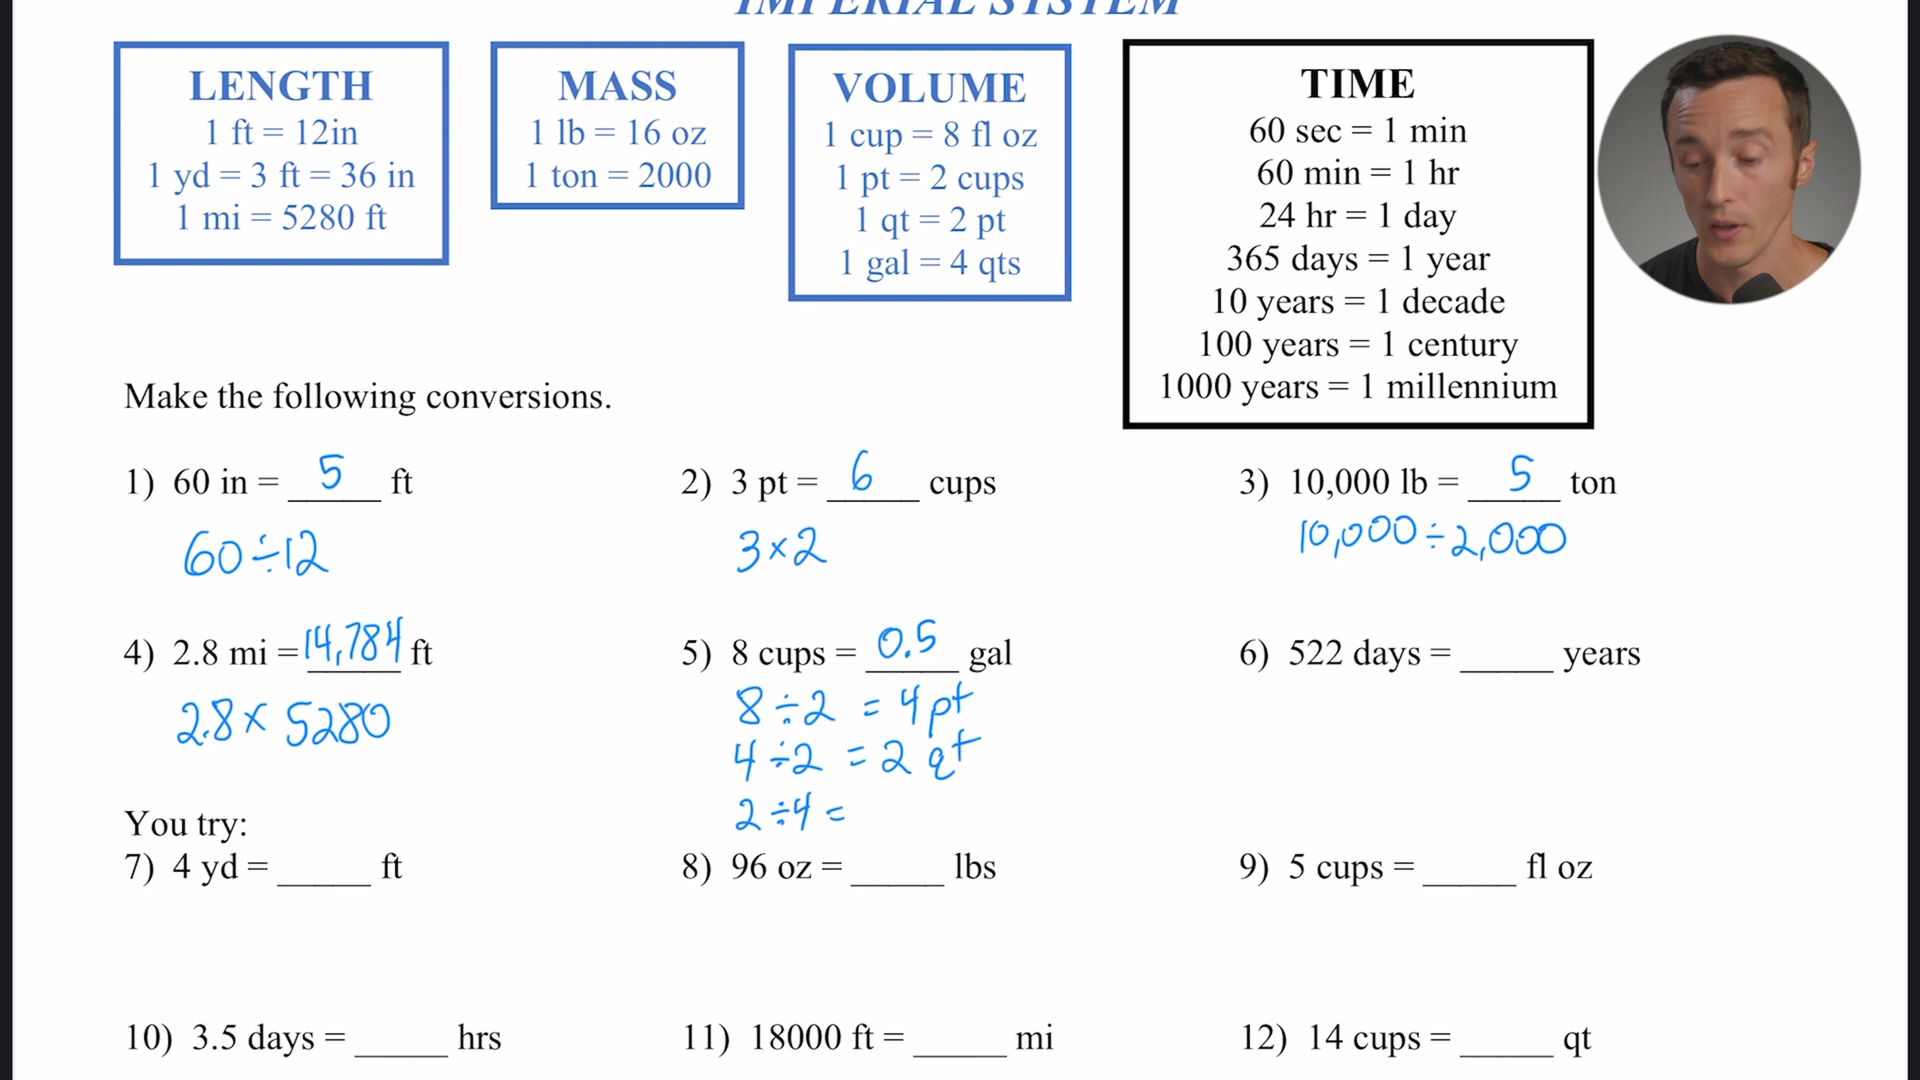 IMPERIAL SYSTEM
LENGTH
1 ft = 12in
1 yd = 3 ft = 36 in
1 mi = 5280 ft
MASS
1 lb = 16 oz
1 ton = 2000
VOLUME
1 cup = 8 fl oz
1 pt = 2 cups
1 qt = 2 pt
1 gal = 4 qts
TIME
60 sec = 1 min
60 min = 1 hr
24 hr = 1 day
365 days = 1 year
10 years = 1 decade
100 years = 1 century
1000 years = 1 millennium
Make the following conversions.
1) 60 in = 5 ft
60÷12
2) 3 pt = 6 cups
3×2
3) 10,000 lb = 5 ton
10,000÷2,000
4) 2.8 mi = 14,784 ft
2.8× 5280
5) 8 cups = 0.5 gal
8÷2 = 4 pt
4÷2 = 2 qt
2÷4 =
6) 522 days = _____ years
You try:
7) 4 yd = _____ ft
8) 96 oz = _____ lbs
9) 5 cups = _____ fl oz
10) 3.5 days = _____ hrs
11) 18000 ft = _____ mi
12) 14 cups = _____ qt